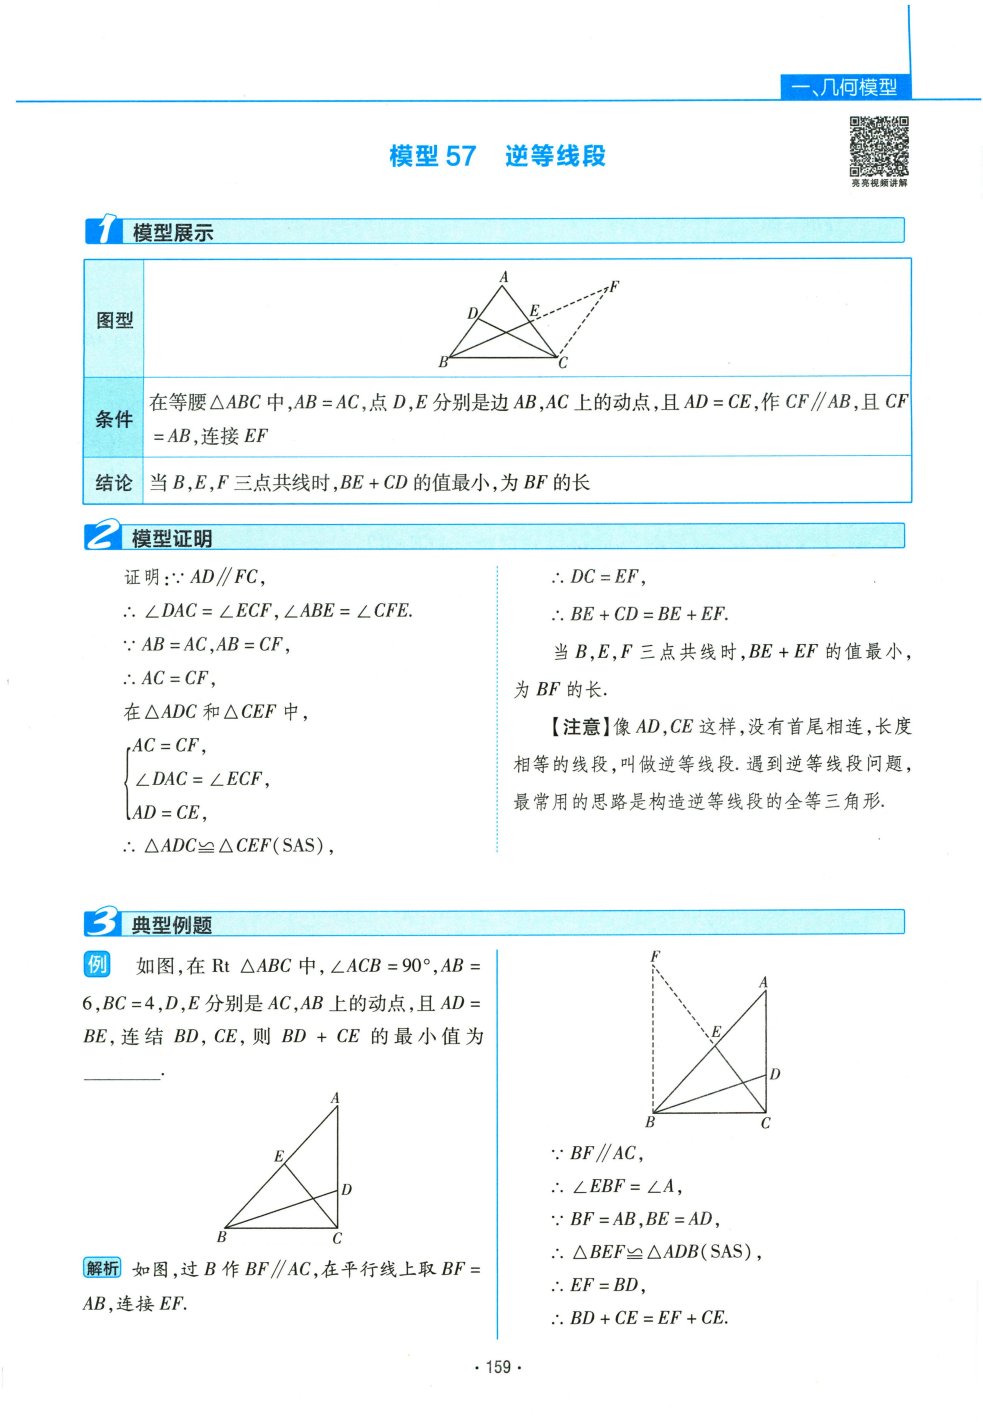 一、几何模型
模型 57 逆等线段
亮亮视频讲解
1 模型展示
图型
A
F
D
E
B
C
条件
在等腰△ABC 中,AB=AC,点 D,E 分别是边 AB,AC 上的动点,且 AD=CE,作 CF∥AB,且 CF
=AB,连接 EF
结论
当 B,E,F 三点共线时,BE+CD 的值最小,为 BF 的长
2 模型证明
证明:∵ AD∥FC,
∴ ∠DAC=∠ECF,∠ABE=∠CFE.
∵ AB=AC,AB=CF,
∴ AC=CF,
在△ADC 和△CEF 中,
AC=CF,
∠DAC=∠ECF,
AD=CE,
∴ △ADC≌△CEF(SAS),
∴ DC=EF,
∴ BE+CD=BE+EF.
当 B,E,F 三点共线时,BE+EF 的值最小,
为 BF 的长.
【注意】像 AD,CE 这样,没有首尾相连,长度
相等的线段,叫做逆等线段. 遇到逆等线段问题,
最常用的思路是构造逆等线段的全等三角形.
3 典型例题
例 如图,在 Rt △ABC 中,∠ACB=90°,AB=
6,BC=4,D,E 分别是 AC,AB 上的动点,且 AD=
BE,连结 BD,CE,则 BD+CE 的最小值为
________.
A
E
D
B
C
解析 如图,过 B 作 BF∥AC,在平行线上取 BF=
AB,连接 EF.
F
A
E
D
B
C
∵ BF∥AC,
∴ ∠EBF=∠A,
∵ BF=AB,BE=AD,
∴ △BEF≌△ADB(SAS),
∴ EF=BD,
∴ BD+CE=EF+CE.
·159·